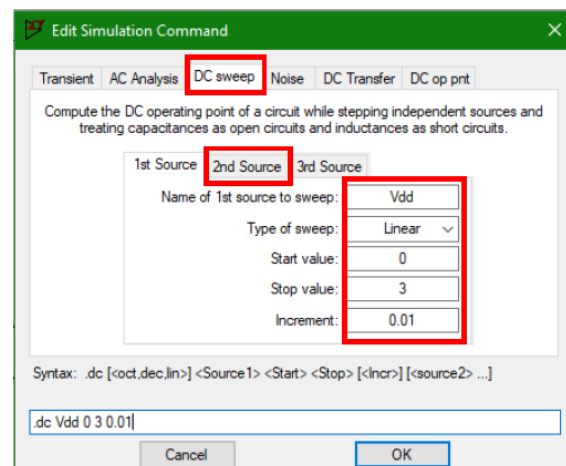 Edit Simulation Command
Transient AC Analysis DC sweep Noise DC Transfer DC op pnt
Compute the DC operating point of a circuit while stepping independent sources and
treating capacitances as open circuits and inductances as short circuits.
1st Source 2nd Source 3rd Source
Name of 1st source to sweep: Vdd
Type of sweep: Linear
Start value: 0
Stop value: 3
Increment: 0.01
Syntax: .dc [<oct,dec,lin>] <Source1> <Start> <Stop> [<Incr>] [<source2> ...]
.dc Vdd 0 3 0.01
Cancel OK